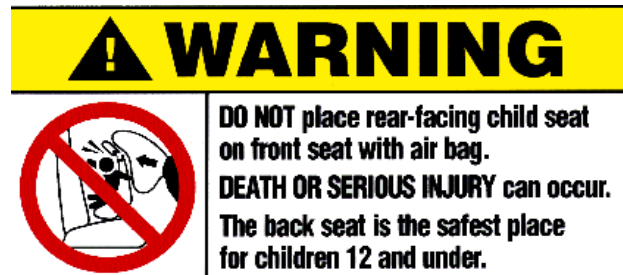 WARNING
DO NOT place rear-facing child seat
on front seat with air bag.
DEATH OR SERIOUS INJURY can occur.
The back seat is the safest place
for children 12 and under.